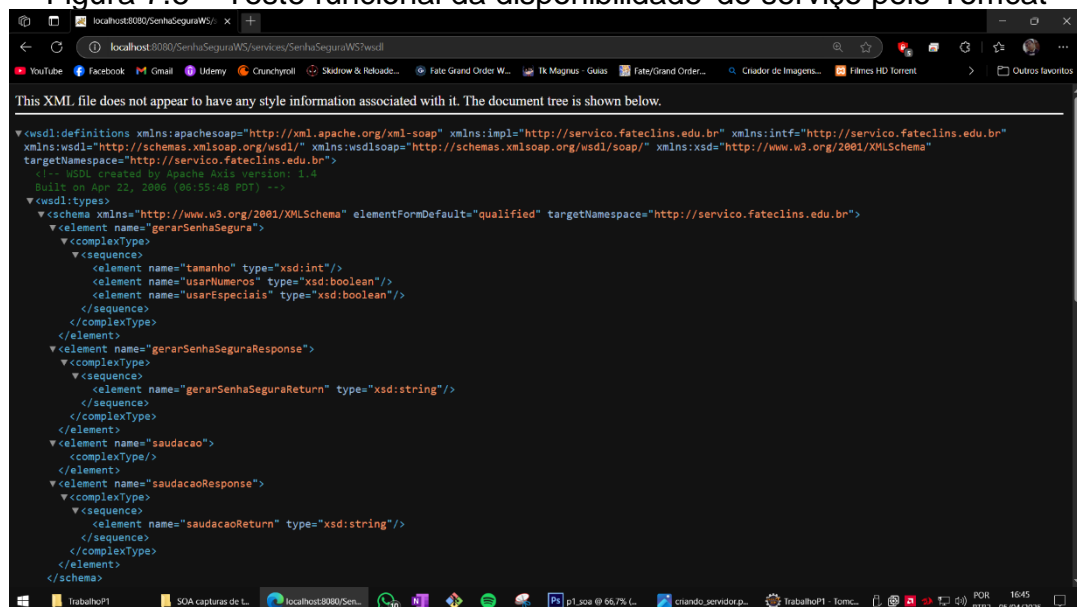 Figura 7.3 – Teste funcional da disponibilidade do serviço pelo Tomcat
localhost:8080/SenhaSeguraWS/s
localhost:8080/SenhaSeguraWS/services/SenhaSeguraWS?wsdl
YouTube Facebook Gmail Udemy Crunchyroll Skidrow & Reloade... Fate Grand Order W... Tk Magnus - Guias Fate/Grand Order... Criador de Imagens... Filmes HD Torrent Outros favoritos
This XML file does not appear to have any style information associated with it. The document tree is shown below.
▼<wsdl:definitions xmlns:apachesoap="http://xml.apache.org/xml-soap" xmlns:impl="http://servico.fateclins.edu.br" xmlns:intf="http://servico.fateclins.edu.br"
xmlns:wsdl="http://schemas.xmlsoap.org/wsdl/" xmlns:wsdlsoap="http://schemas.xmlsoap.org/wsdl/soap/" xmlns:xsd="http://www.w3.org/2001/XMLSchema"
targetNamespace="http://servico.fateclins.edu.br">
<!-- WSDL created by Apache Axis version: 1.4
Built on Apr 22, 2006 (06:55:48 PDT) -->
▼<wsdl:types>
▼<schema xmlns="http://www.w3.org/2001/XMLSchema" elementFormDefault="qualified" targetNamespace="http://servico.fateclins.edu.br">
▼<element name="gerarSenhaSegura">
▼<complexType>
▼<sequence>
<element name="tamanho" type="xsd:int"/>
<element name="usarNumeros" type="xsd:boolean"/>
<element name="usarEspeciais" type="xsd:boolean"/>
</sequence>
</complexType>
</element>
▼<element name="gerarSenhaSeguraResponse">
▼<complexType>
▼<sequence>
<element name="gerarSenhaSeguraReturn" type="xsd:string"/>
</sequence>
</complexType>
</element>
▼<element name="saudacao">
<complexType/>
</element>
▼<element name="saudacaoResponse">
▼<complexType>
▼<sequence>
<element name="saudacaoReturn" type="xsd:string"/>
</sequence>
</complexType>
</element>
</schema>
TrabalhoP1 SOA capturas de t... localhost:8080/Sen... p1_soa @ 66,7% (... criando_servidor.p... TrabalhoP1 - Tomc... POR 16:45